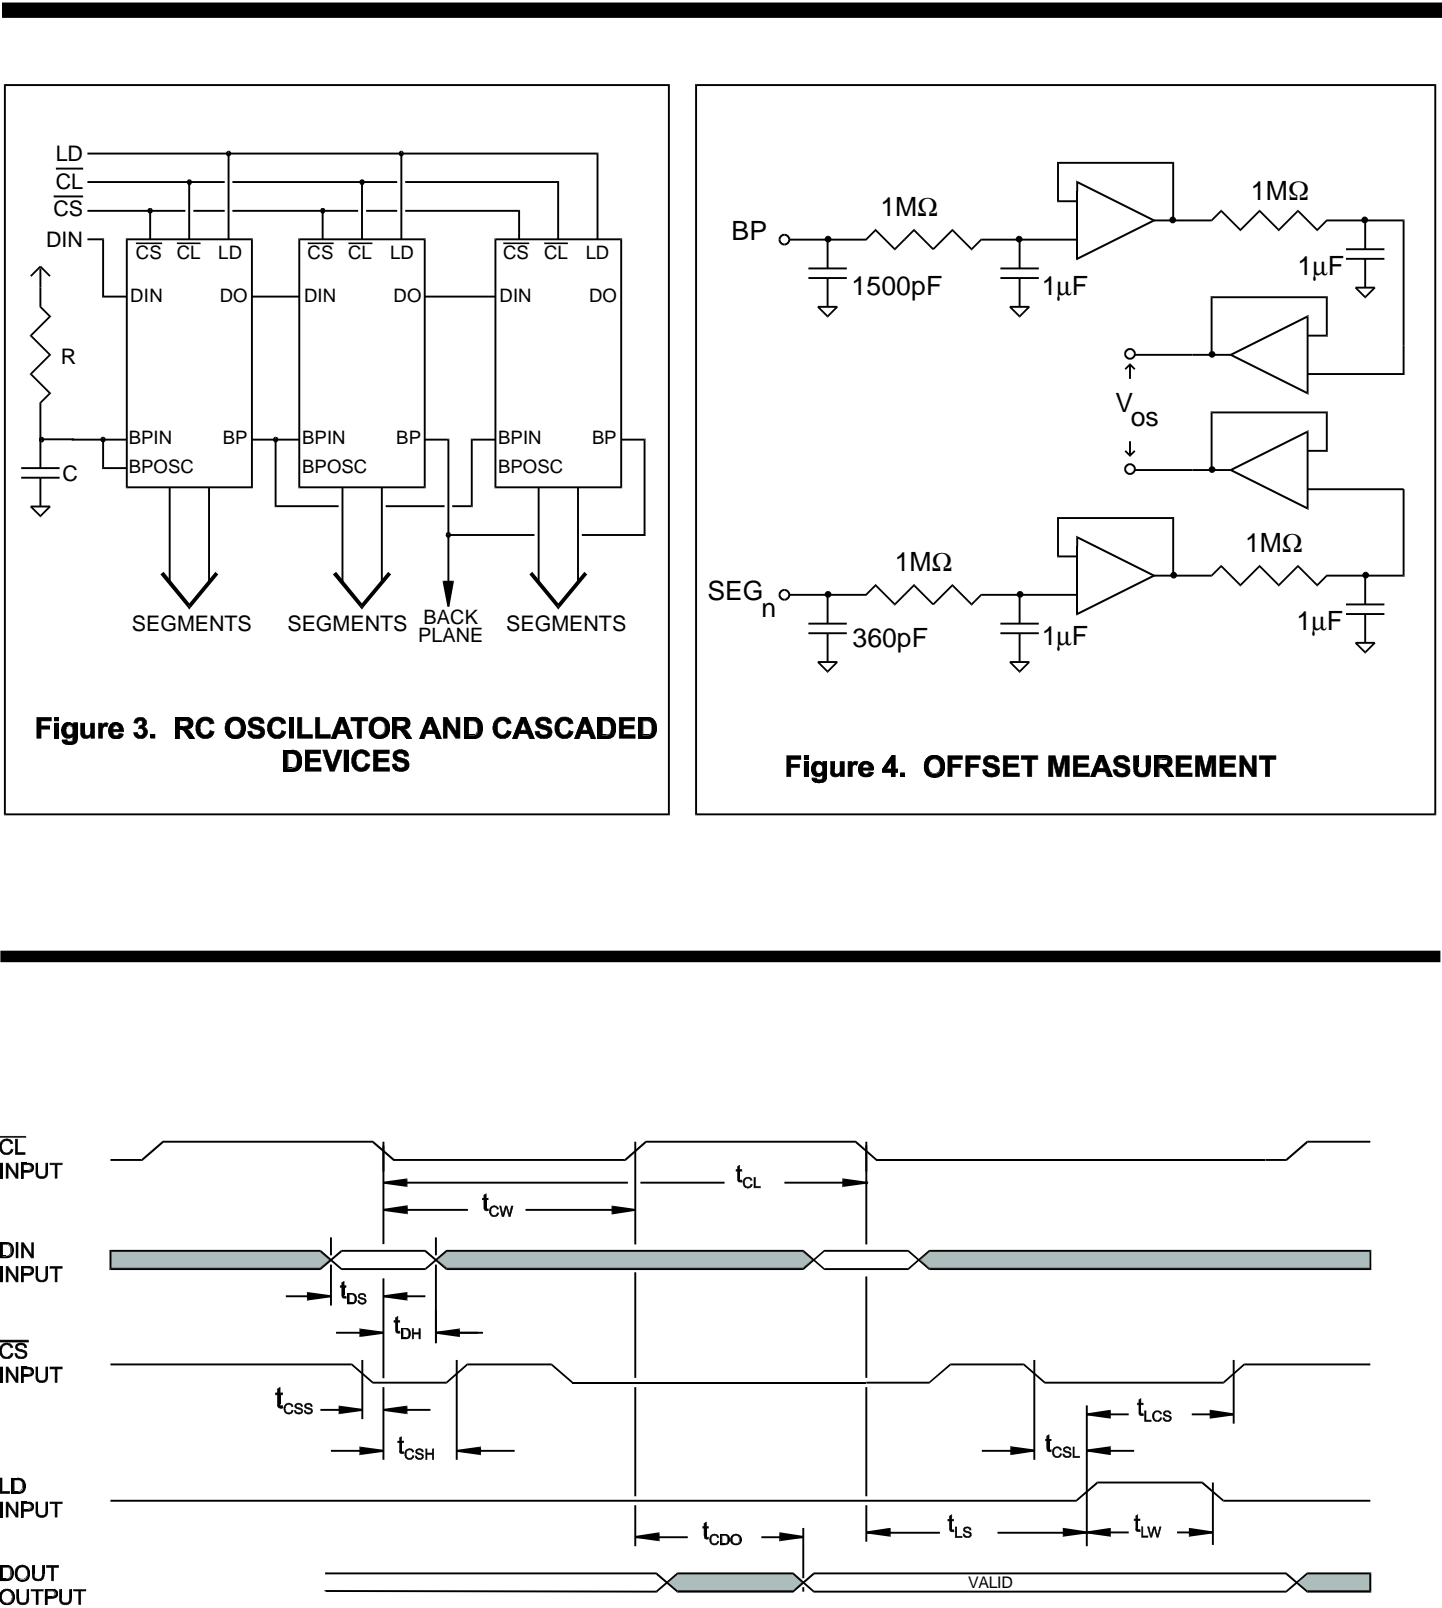 LD
CL
CS
DIN
CS CL LD
CS CL LD
CS CL LD
DIN DO
DIN DO
DIN DO
R
BPIN BP
BPIN BP
BPIN BP
BPOSC
BPOSC
BPOSC
C
SEGMENTS
SEGMENTS
BACK
PLANE
SEGMENTS
Figure 3. RC OSCILLATOR AND CASCADED
DEVICES
BP
1MΩ
1500pF
1μF
1MΩ
1μF
VOS
SEGn
1MΩ
360pF
1μF
1MΩ
1μF
Figure 4. OFFSET MEASUREMENT
CL
INPUT
tCL
tCW
DIN
INPUT
tDS
tDH
CS
INPUT
tCSS
tCSH
tLCS
tCSL
LD
INPUT
tCDO
tLS
tLW
DOUT
OUTPUT
VALID